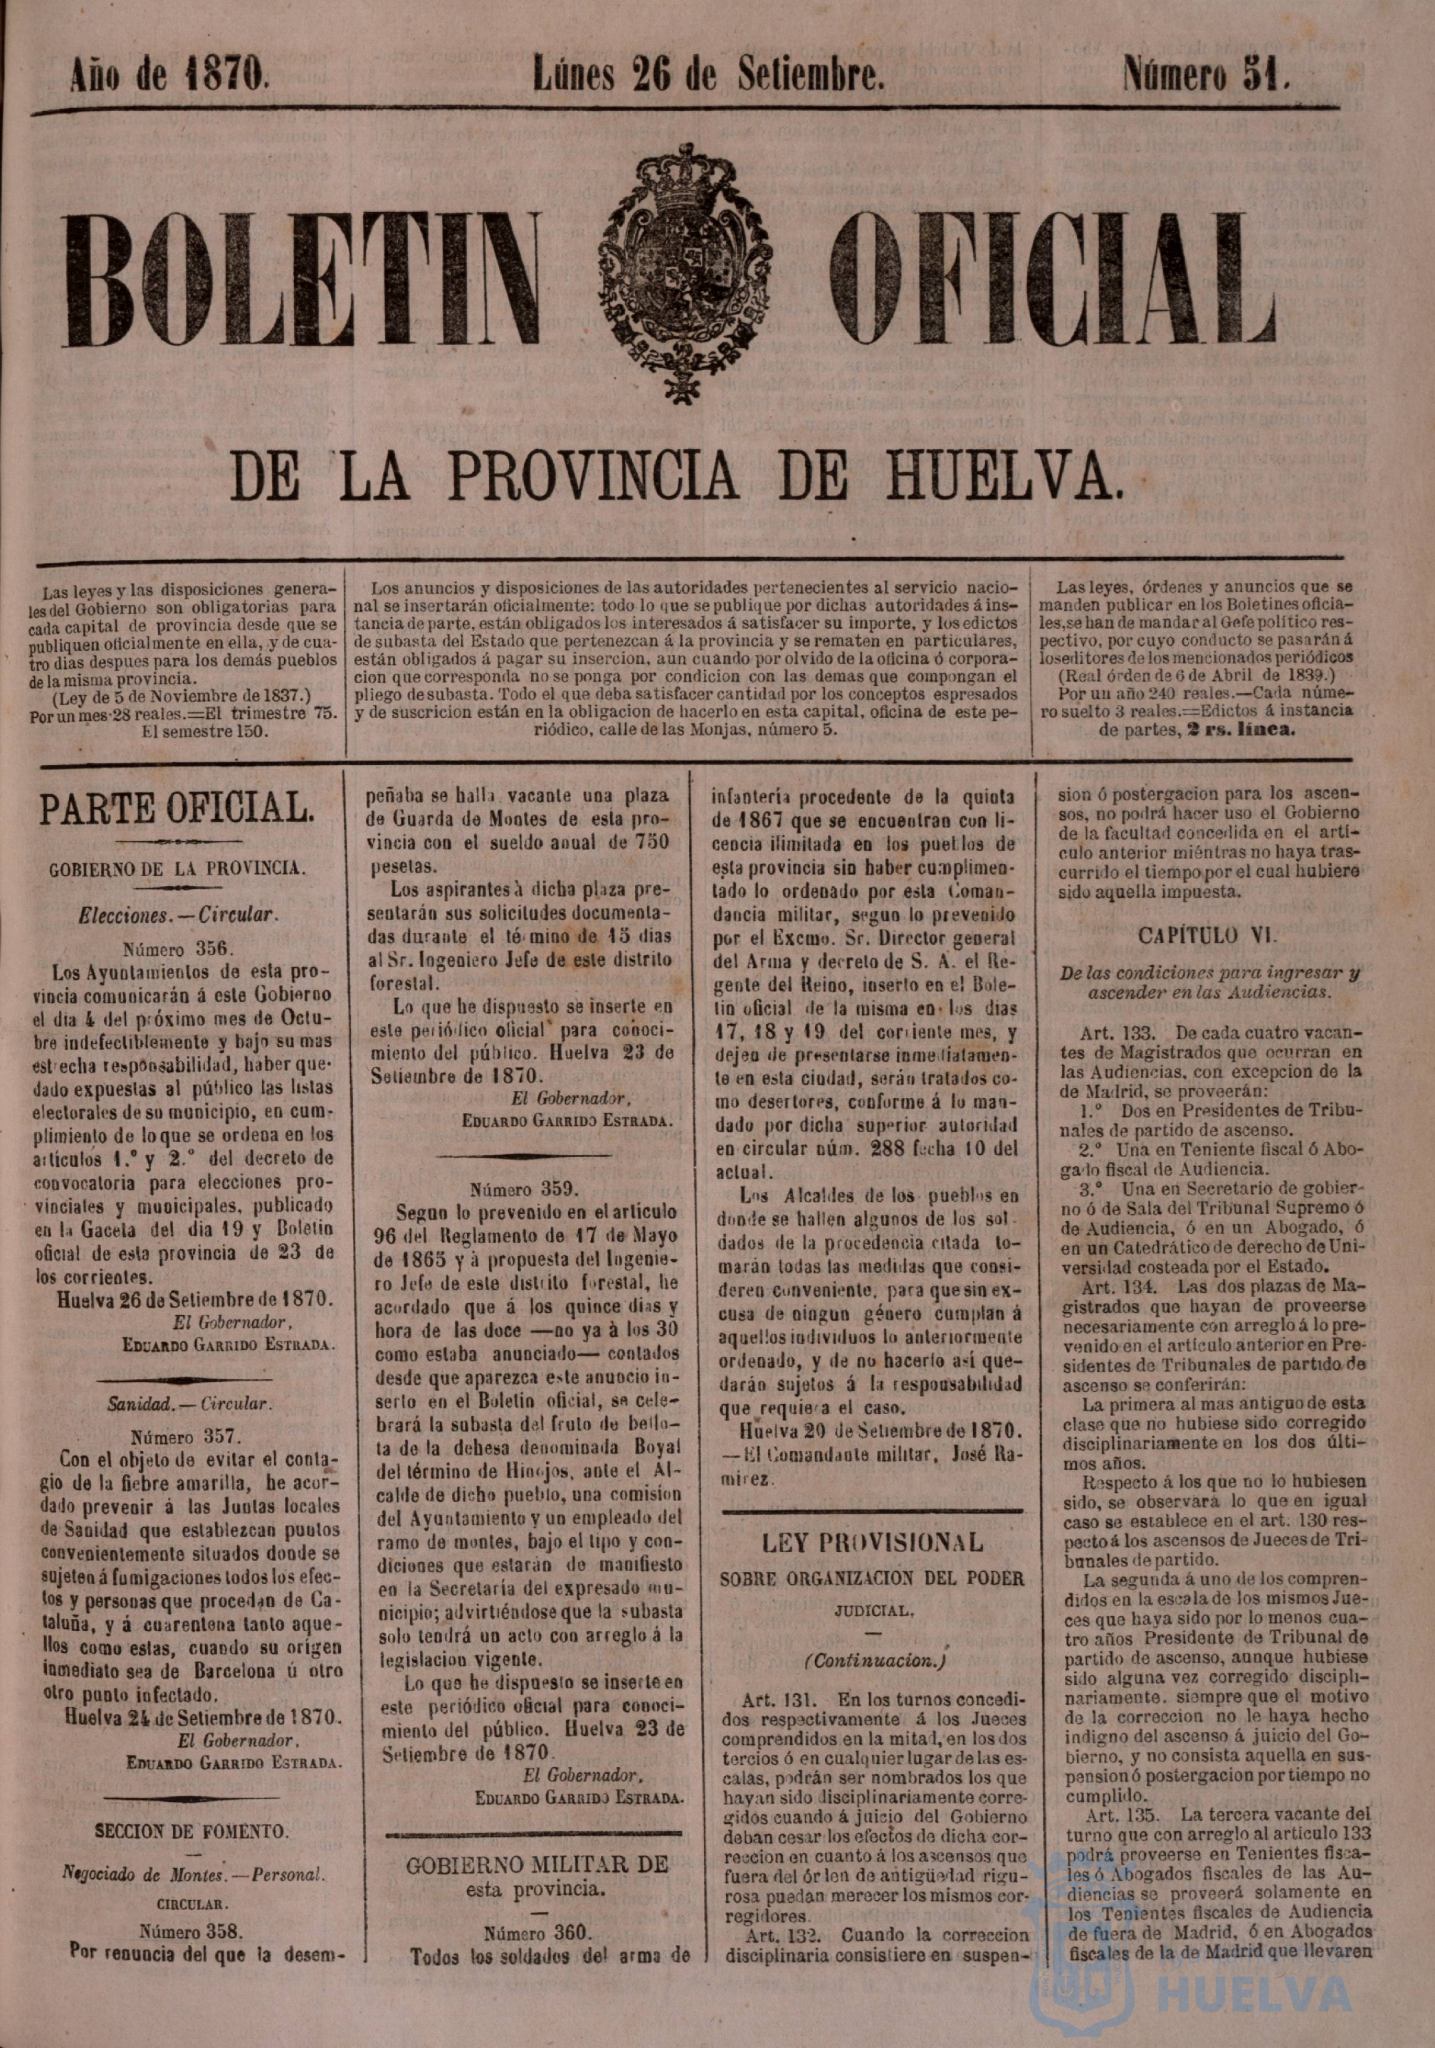 Año de 1870.
Lúnes 26 de Setiembre.
Número 51.
BOLETIN OFICIAL
DE LA PROVINCIA DE HUELVA.
Las leyes y las disposiciones genera-
les del Gobierno son obligatorias para
cada capital de provincia desde que se
publiquen oficialmente en ella, y de cua-
tro dias despues para los demás pueblos
de la misma provincia.
(Ley de 5 de Noviembre de 1837.)
Por un mes 28 reales.=El trimestre 75.
El semestre 150.
Los anuncios y disposiciones de las autoridades pertenecientes al servicio nacio-
nal se insertarán oficialmente: todo lo que se publique por dichas autoridades á ins-
tancia de parte, están obligados los interesados á satisfacer su importe, y los edictos
de subasta del Estado que pertenezcan á la provincia y se rematen en particulares,
están obligados á pagar su insercion, aun cuando por olvido de la oficina ó corpora-
cion que corresponda no se ponga por condicion con las demas que compongan el
pliego de subasta. Todo el que deba satisfacer cantidad por los conceptos espresados
y de suscricion están en la obligacion de hacerlo en esta capital, oficina de este pe-
riódico, calle de las Monjas, número 5.
Las leyes, órdenes y anuncios que se
manden publicar en los Boletines oficia-
les, se han de mandar al Gefe político res-
pectivo, por cuyo conducto se pasarán á
los editores de los mencionados periódicos
(Real órden de 6 de Abril de 1839.)
Por un año 240 reales.—Cada núme-
ro suelto 3 reales.=Edictos á instancia
de partes, 2 rs. línea.
PARTE OFICIAL.
GOBIERNO DE LA PROVINCIA.
Elecciones.—Circular.
Número 356.
Los Ayuntamientos de esta pro-
vincia comunicarán á este Gobierno
el dia 4 del próximo mes de Octu-
bre indefectiblemente y bajo su mas
estrecha responsabilidad, haber que-
dado expuestas al público las listas
electorales de su municipio, en cum-
plimiento de lo que se ordena en los
artículos 1.° y 2.° del decreto de
convocatoria para elecciones pro-
vinciales y municipales, publicado
en la Gaceta del dia 19 y Boletin
oficial de esta provincia de 23 de
los corrientes.
Huelva 26 de Setiembre de 1870.
El Gobernador,
EDUARDO GARRIDO ESTRADA.
Sanidad.—Circular.
Número 357.
Con el objeto de evitar el conta-
gio de la fiebre amarilla, he acor-
dado prevenir á las Juntas locales
de Sanidad que establezcan puntos
convenientemente situados donde se
sujeten á fumigaciones todos los efec-
tos y personas que procedan de Ca-
taluña, y á cuarentena tanto aque-
llos como estas, cuando su orígen
inmediato sea de Barcelona ú otro
otro punto infectado.
Huelva 24 de Setiembre de 1870.
El Gobernador,
EDUARDO GARRIDO ESTRADA.
SECCION DE FOMENTO.
Negociado de Montes.—Personal.
CIRCULAR.
Número 358.
Por renuncia del que la desem-
peñaba se halla vacante una plaza
de Guarda de Montes de esta pro-
vincia con el sueldo anual de 750
pesetas.
Los aspirantes à dicha plaza pre-
sentarán sus solicitudes documenta-
das durante el término de 15 dias
al Sr. Ingeniero Jefe de este distrito
forestal.
Lo que he dispuesto se inserte en
este periódico oficial para conoci-
miento del público. Huelva 23 de
Setiembre de 1870.
El Gobernador,
EDUARDO GARRIDO ESTRADA.
Número 359.
Segun lo prevenido en el artículo
96 del Reglamento de 17 de Mayo
de 1865 y á propuesta del Ingenie-
ro Jefe de este distrito forestal, he
acordado que á los quince dias y
hora de las doce —no ya à los 30
como estaba anunciado— contados
desde que aparezca este anuncio in-
serto en el Boletin oficial, se cele-
brará la subasta del fruto de bello-
ta de la dehesa denominada Boyal
del término de Hinojos, ante el Al-
calde de dicho pueblo, una comision
del Ayuntamiento y un empleado del
ramo de montes, bajo el tipo y con-
diciones que estarán de manifiesto
en la Secretaría del expresado mu-
nicipio; advirtiéndose que la subasta
solo tendrá un acto con arreglo á la
legislacion vigente.
Lo que he dispuesto se inserte en
este periódico oficial para conoci-
miento del público. Huelva 23 de
Setiembre de 1870.
El Gobernador,
EDUARDO GARRIDO ESTRADA.
GOBIERNO MILITAR DE
esta provincia.
Número 360.
Todos los soldados del arma de
infantería procedente de la quinta
de 1867 que se encuentran con li-
cencia ilimitada en los pueblos de
esta provincia sin haber cumplimen-
tado lo ordenado por esta Coman-
dancia militar, segun lo prevenido
por el Excmo. Sr. Director general
del Arma y decreto de S. A. el Re-
gente del Reino, inserto en el Bole-
tin oficial de la misma en los dias
17, 18 y 19 del corriente mes, y
dejen de presentarse inmediatamen-
te en esta ciudad, serán tratados co-
mo desertores, conforme á lo man-
dado por dicha superior autoridad
en circular núm. 288 fecha 10 del
actual.
Los Alcaldes de los pueblos en
donde se hallen algunos de los sol-
dados de la procedencia citada to-
marán todas las medidas que consi-
deren conveniente, para que sin ex-
cusa de ningun género cumplan á
aquellos individuos lo anteriormente
ordenado, y de no hacerlo así que-
darán sujetos á la responsabilidad
que requiera el caso.
Huelva 20 de Setiembre de 1870.
—El Comandante militar, José Ra-
mirez.
LEY PROVISIONAL
SOBRE ORGANIZACION DEL PODER
JUDICIAL.
(Continuacion.)
Art. 131. En los turnos concedi-
dos respectivamente á los Jueces
comprendidos en la mitad, en los dos
tercios ó en cualquier lugar de las es-
calas, podrán ser nombrados los que
hayan sido disciplinariamente corre-
gidos cuando á juicio del Gobierno
deban cesar los efectos de dicha cor-
reccion en cuanto á los ascensos que
fuera del órden de antigüedad rigu-
rosa puedan merecer los mismos cor-
regidores.
Art. 132. Cuando la correccion
disciplinaria consistiere en suspen-
sion ó postergacion para los ascen-
sos, no podrá hacer uso el Gobierno
de la facultad concedida en el artí-
culo anterior miéntras no haya tras-
currido el tiempo por el cual hubiere
sido aquella impuesta.
CAPÍTULO VI.
De las condiciones para ingresar y
ascender en las Audiencias.
Art. 133. De cada cuatro vacan-
tes de Magistrados que ocurran en
las Audiencias, con excepcion de la
de Madrid, se proveerán:
1.° Dos en Presidentes de Tribu-
nales de partido de ascenso.
2.° Una en Teniente fiscal ó Abo-
gado fiscal de Audiencia.
3.° Una en Secretario de gobier-
no ó de Sala del Tribunal Supremo ó
de Audiencia, ó en un Abogado, ó
en un Catedrático de derecho de Uni-
versidad costeada por el Estado.
Art. 134. Las dos plazas de Ma-
gistrados que hayan de proveerse
necesariamente con arreglo á lo pre-
venido en el artículo anterior en Pre-
sidentes de Tribunales de partido de
ascenso se conferirán:
La primera al mas antiguo de esta
clase que no hubiese sido corregido
disciplinariamente en los dos últi-
mos años.
Respecto á los que no lo hubiesen
sido, se observará lo que en igual
caso se establece en el art. 130 res-
pecto á los ascensos de Jueces de Tri-
bunales de partido.
La segunda á uno de los compren-
didos en la escala de los mismos Jue-
ces que haya sido por lo menos cua-
tro años Presidente de Tribunal de
partido de ascenso, aunque hubiese
sido alguna vez corregido discipli-
nariamente. siempre que el motivo
de la correccion no le haya hecho
indigno del ascenso á juicio del Go-
bierno, y no consista aquella en sus-
pension ó postergacion por tiempo no
cumplido.
Art. 135. La tercera vacante del
turno que con arreglo al artículo 133
podrá proveerse en Tenientes fisca-
les ó Abogados fiscales de las Au-
diencias se proveerá solamente en
los Tenientes fiscales de Audiencia
de fuera de Madrid, ó en Abogados
fiscales de la de Madrid que llevaren
HUELVA